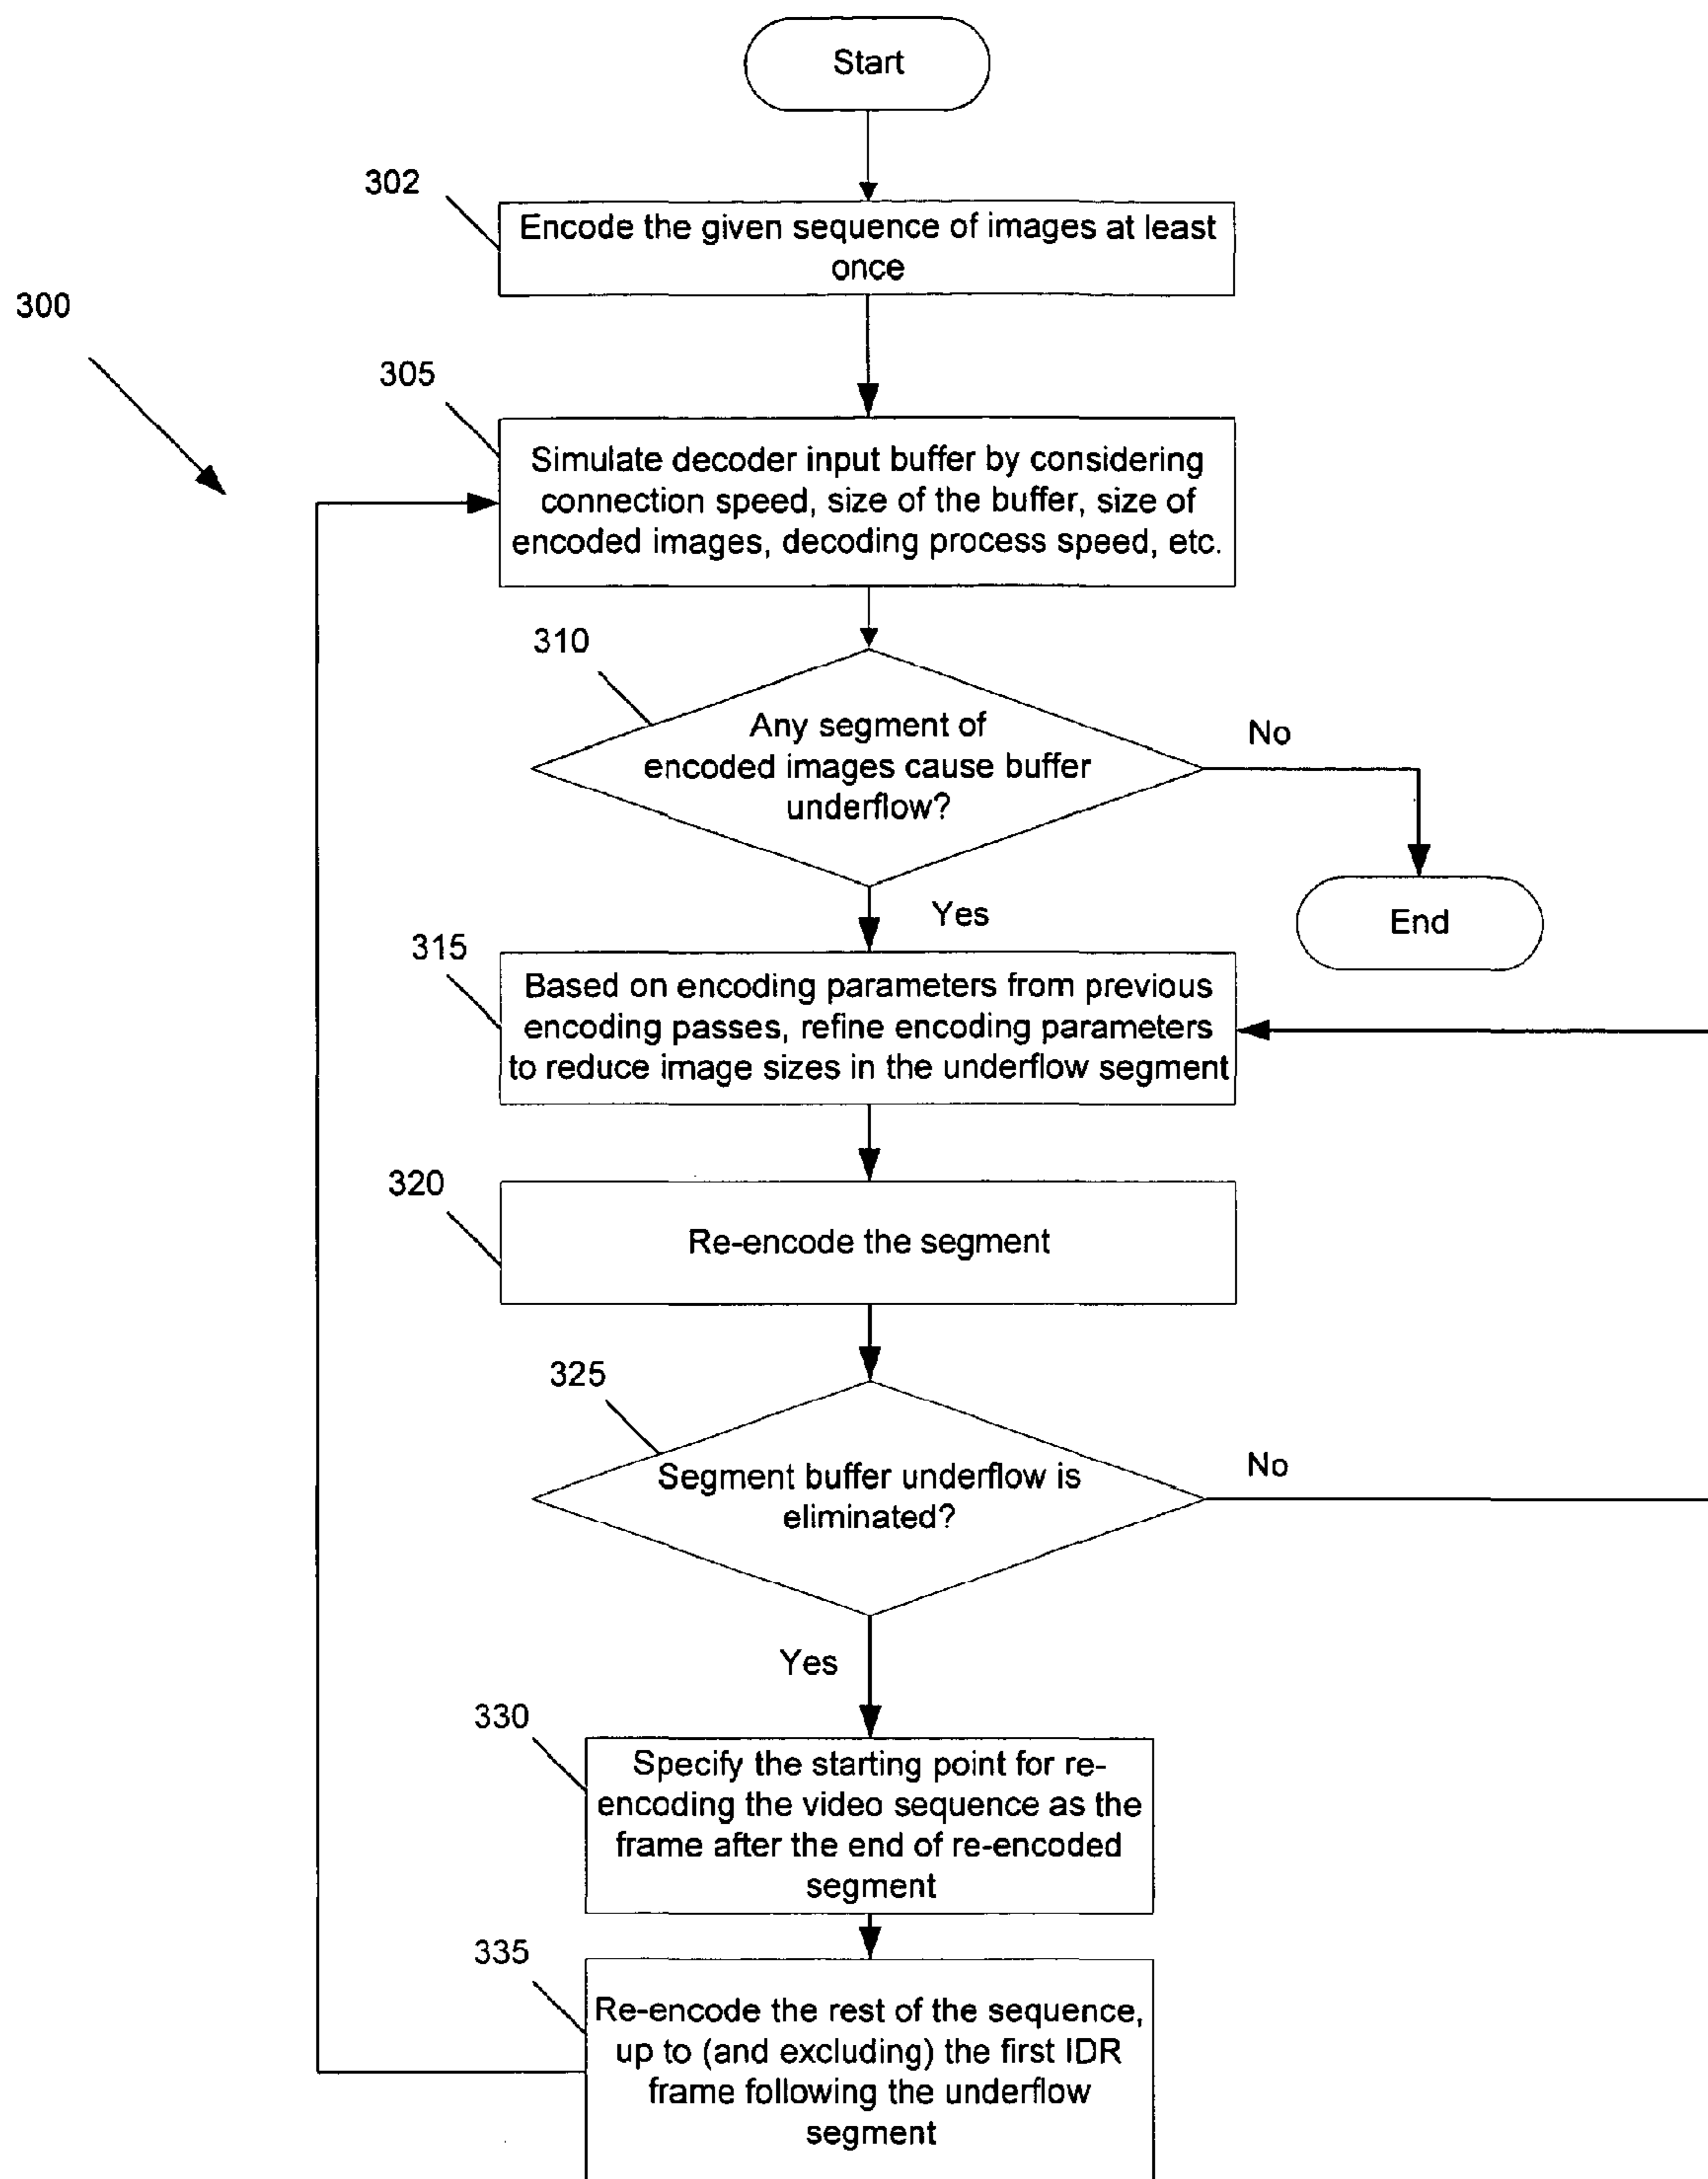 Start
302
Encode the given sequence of images at least
once
300
305
Simulate decoder input buffer by considering
connection speed, size of the buffer, size of
encoded images, decoding process speed, etc.
310
Any segment of
encoded images cause buffer
underflow?
No
End
Yes
315
Based on encoding parameters from previous
encoding passes, refine encoding parameters
to reduce image sizes in the underflow segment
320
Re-encode the segment
325
Segment buffer underflow is
eliminated?
No
Yes
330
Specify the starting point for re-
encoding the video sequence as the
frame after the end of re-encoded
segment
335
Re-encode the rest of the sequence,
up to (and excluding) the first IDR
frame following the underflow
segment